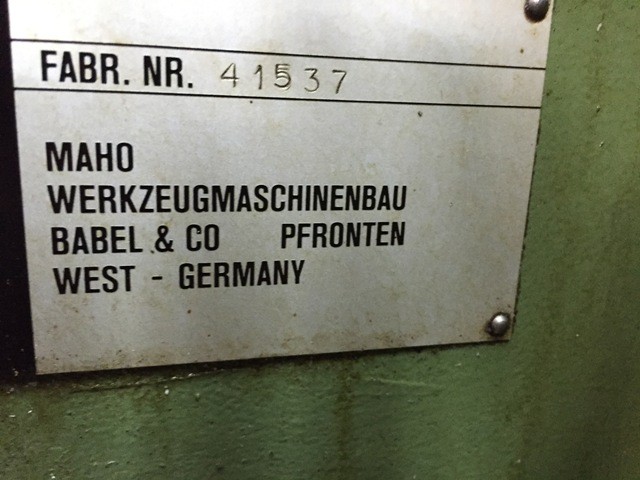 FABR. NR. 41537
MAHO
WERKZEUGMASCHINENBAU
BABEL & CO PFRONTEN
WEST - GERMANY